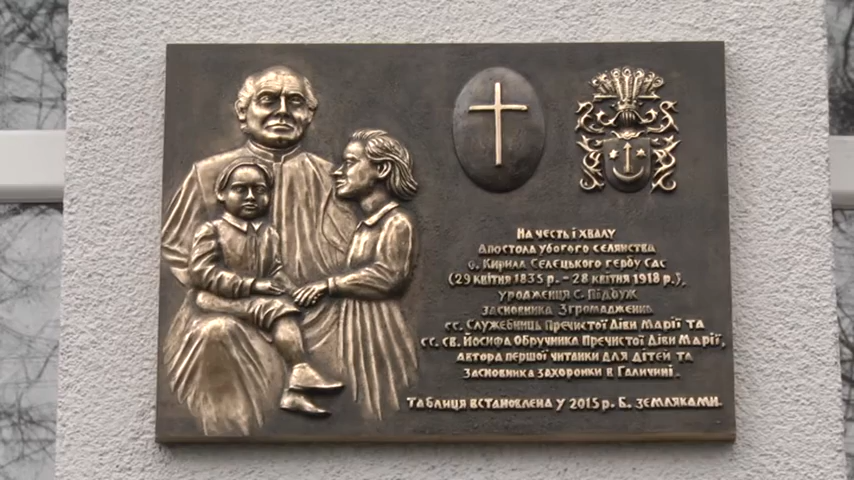 На честь і хвалу
Апостола убогого селянства
о. Кирила Селецького гербу Сас
(29 квітня 1835 р. – 28 квітня 1918 р.),
уродженця с. Підбуж
засновника Згромадження
сс. Служебниць Пречистої Діви Марії та
сс. св. Йосифа Обручника Пречистої Діви Марії,
автора першої читанки для дітей та
засновника захоронки в Галичині.
Таблиця встановлена у 2015 р. Б. земляками.